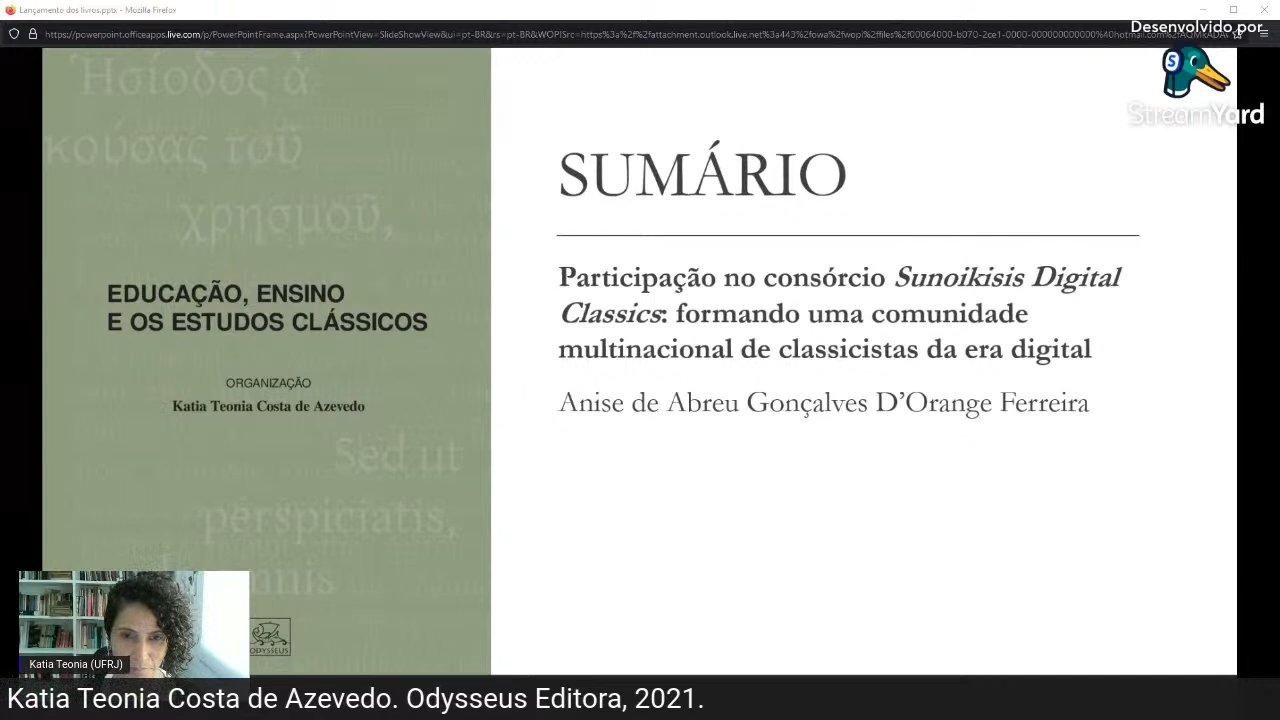 Lançamento dos livros.pptx - Mozilla Firefox
Desenvolvido por
StreamYard
Ἡσίοδος ἀ
κούσας τοῦ
χρησμοῦ,
EDUCAÇÃO, ENSINO
E OS ESTUDOS CLÁSSICOS
ORGANIZAÇÃO
Katia Teonia Costa de Azevedo
Sed ut
perspiciatis,
ODYSSEUS
SUMÁRIO
Participação no consórcio Sunoikisis Digital
Classics: formando uma comunidade
multinacional de classicistas da era digital
Anise de Abreu Gonçalves D’Orange Ferreira
Katia Teonia (UFRJ)
Katia Teonia Costa de Azevedo. Odysseus Editora, 2021.